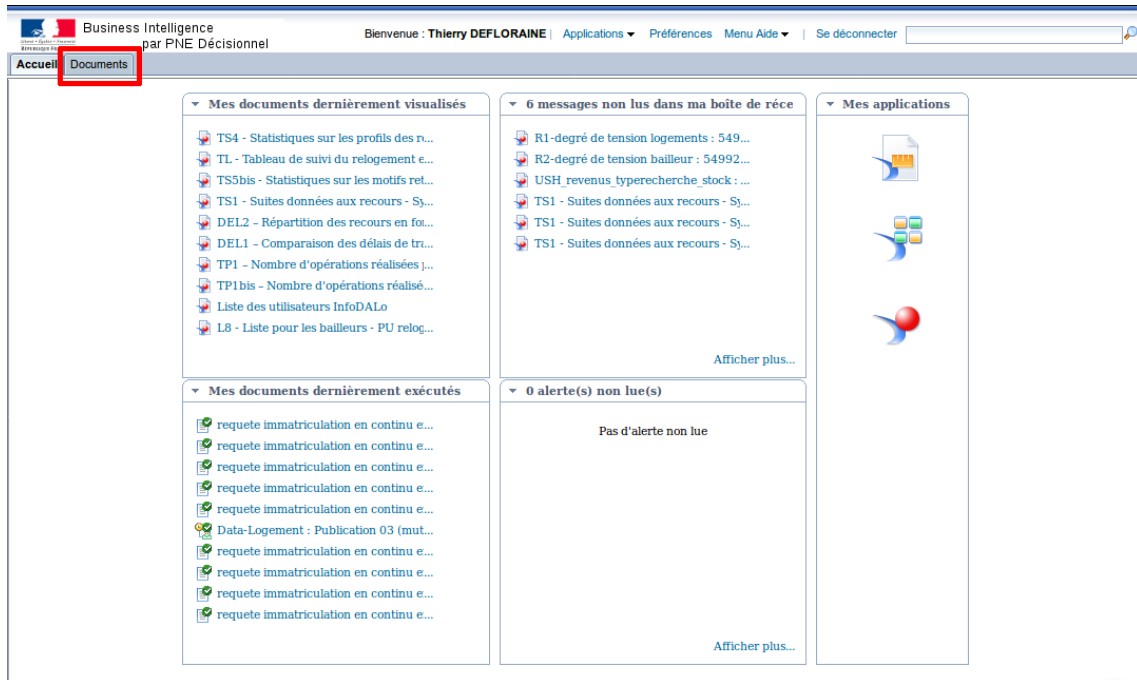 Business Intelligence
par PNE Décisionnel
Bienvenue : Thierry DEFLORAINE | Applications Préférences Menu Aide | Se déconnecter
Accueil Documents
Mes documents dernièrement visualisés
TS4 - Statistiques sur les profils des re...
TL - Tableau de suivi du relogement e...
TS5bis - Statistiques sur les motifs ret...
TS1 - Suites données aux recours - Sy...
DEL2 – Répartition des recours en fon...
DEL1 – Comparaison des délais de tra...
TP1 – Nombre d'opérations réalisées p...
TP1bis – Nombre d'opérations réalisé...
Liste des utilisateurs InfoDALo
L8 - Liste pour les bailleurs - PU relog...
6 messages non lus dans ma boîte de réce
R1-degré de tension logements : 549...
R2-degré de tension bailleur : 54992...
USH_revenus_typerecherche_stock : ...
TS1 - Suites données aux recours - Sy...
TS1 - Suites données aux recours - Sy...
TS1 - Suites données aux recours - Sy...
Afficher plus...
Mes applications
Mes documents dernièrement exécutés
requete immatriculation en continu e...
requete immatriculation en continu e...
requete immatriculation en continu e...
requete immatriculation en continu e...
requete immatriculation en continu e...
Data-Logement : Publication 03 (mut...
requete immatriculation en continu e...
requete immatriculation en continu e...
requete immatriculation en continu e...
requete immatriculation en continu e...
0 alerte(s) non lue(s)
Pas d'alerte non lue
Afficher plus...